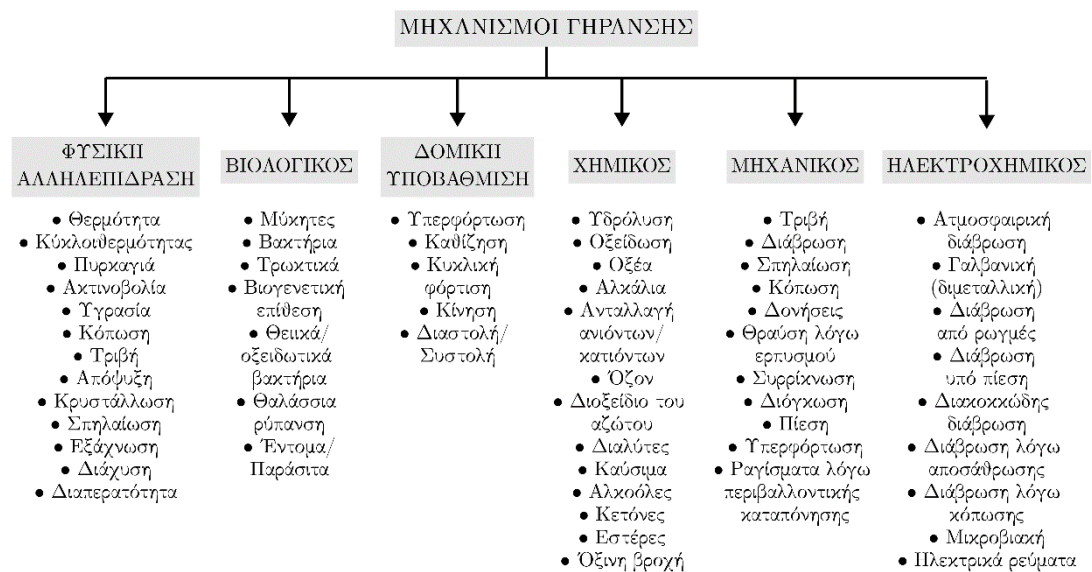 ΜΗΧΑΝΙΣΜΟΙ ΓΗΡΑΝΣΗΣ
ΦΥΣΙΚΗ
ΑΛΛΗΛΕΠΙΔΡΑΣΗ
• Θερμότητα
• Κύκλοιθερμότητας
• Πυρκαγιά
• Ακτινοβολία
• Υγρασία
• Κόπωση
• Τριβή
• Απόψυξη
• Κρυστάλλωση
• Σπηλαίωση
• Εξάχνωση
• Διάχυση
• Διαπερατότητα
ΒΙΟΛΟΓΙΚΟΣ
• Μύκητες
• Βακτήρια
• Τρωκτικά
• Βιογενετική
επίθεση
• Θειικά/
οξειδωτικά
βακτήρια
• Θαλάσσια
ρύπανση
• Έντομα/
Παράσιτα
ΔΟΜΙΚΗ
ΥΠΟΒΑΘΜΙΣΗ
• Υπερφόρτωση
• Καθίζηση
• Κυκλική
φόρτιση
• Κίνηση
• Διαστολή/
Συστολή
ΧΗΜΙΚΟΣ
• Υδρόλυση
• Οξείδωση
• Οξέα
• Αλκάλια
• Ανταλλαγή
ανιόντων/
κατιόντων
• Όζον
• Διοξείδιο του
αζώτου
• Διαλύτες
• Καύσιμα
• Αλκοόλες
• Κετόνες
• Εστέρες
• Όξινη βροχή
ΜΗΧΑΝΙΚΟΣ
• Τριβή
• Διάβρωση
• Σπηλαίωση
• Κόπωση
• Δονήσεις
• Θραύση λόγω
ερπυσμού
• Συρρίκνωση
• Διόγκωση
• Πίεση
• Υπερφόρτωση
• Ραγίσματα λόγω
περιβαλλοντικής
καταπόνησης
ΗΛΕΚΤΡΟΧΗΜΙΚΟΣ
• Ατμοσφαιρική
διάβρωση
• Γαλβανική
(διμεταλλική)
• Διάβρωση
από ρωγμές
• Διάβρωση
υπό πίεση
• Διακοκκώδης
διάβρωση
• Διάβρωση λόγω
αποσάθρωσης
• Διάβρωση λόγω
κόπωσης
• Μικροβιακή
• Ηλεκτρικά ρεύματα